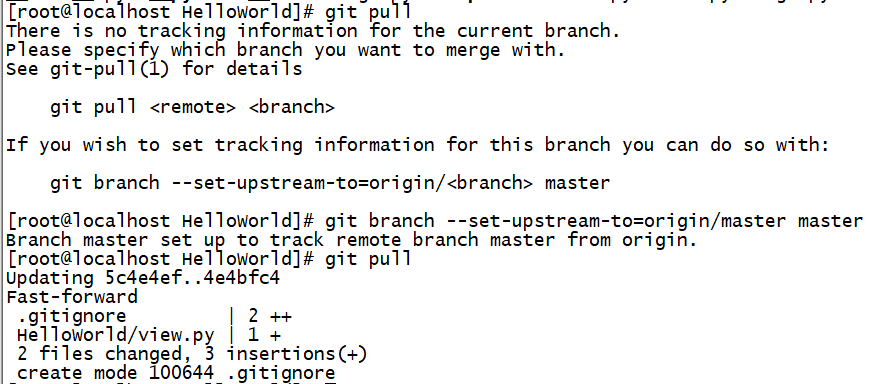 [root@localhost HelloWorld]# git pull
There is no tracking information for the current branch.
Please specify which branch you want to merge with.
See git-pull(1) for details

    git pull <remote> <branch>

If you wish to set tracking information for this branch you can do so with:

    git branch --set-upstream-to=origin/<branch> master

[root@localhost HelloWorld]# git branch --set-upstream-to=origin/master master
Branch master set up to track remote branch master from origin.
[root@localhost HelloWorld]# git pull
Updating 5c4e4ef..4e4bfc4
Fast-forward
 .gitignore         | 2 ++
 HelloWorld/view.py | 1 +
 2 files changed, 3 insertions(+)
 create mode 100644 .gitignore